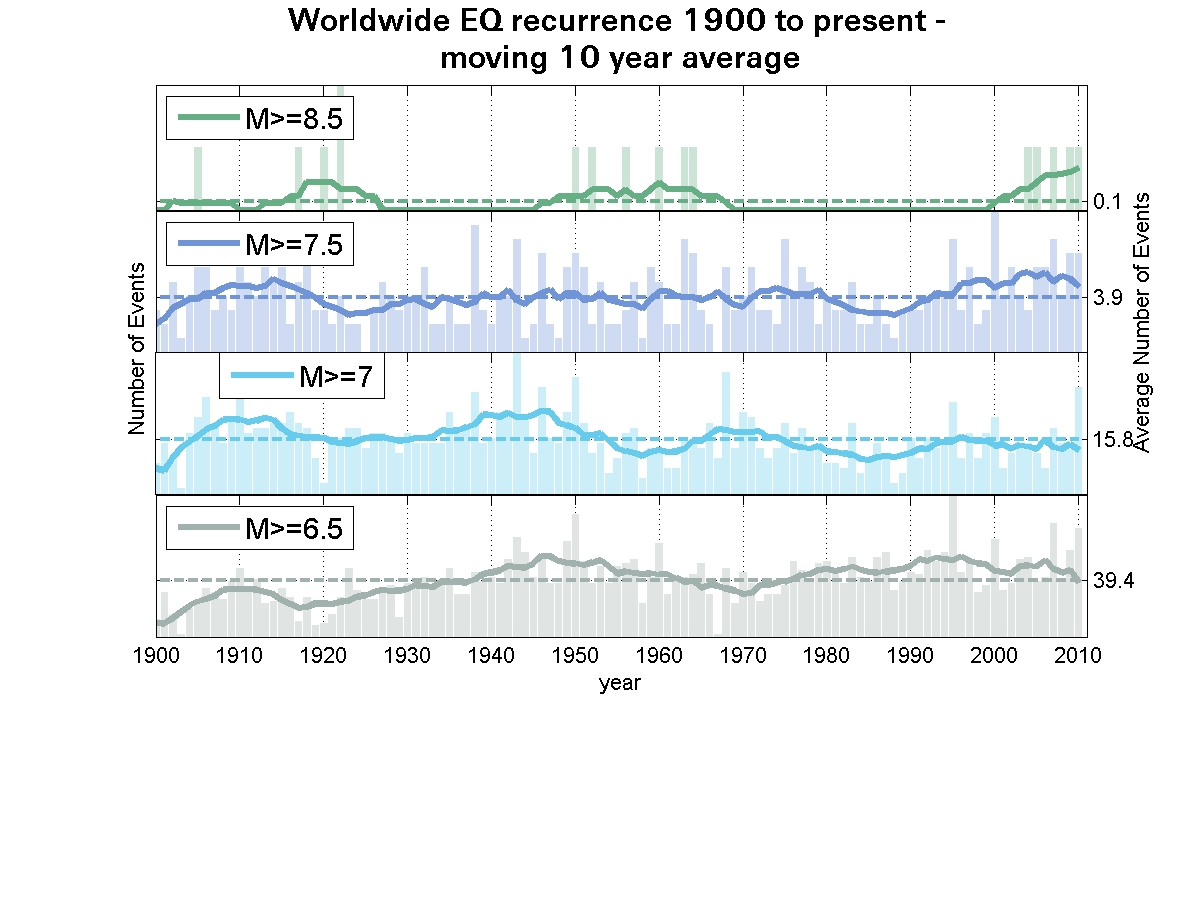 Worldwide EQ recurrence 1900 to present -
moving 10 year average
M>=8.5
0.1
M>=7.5
3.9
M>=7
15.8
M>=6.5
39.4
Number of Events
Average Number of Events
1900 1910 1920 1930 1940 1950 1960 1970 1980 1990 2000 2010
year